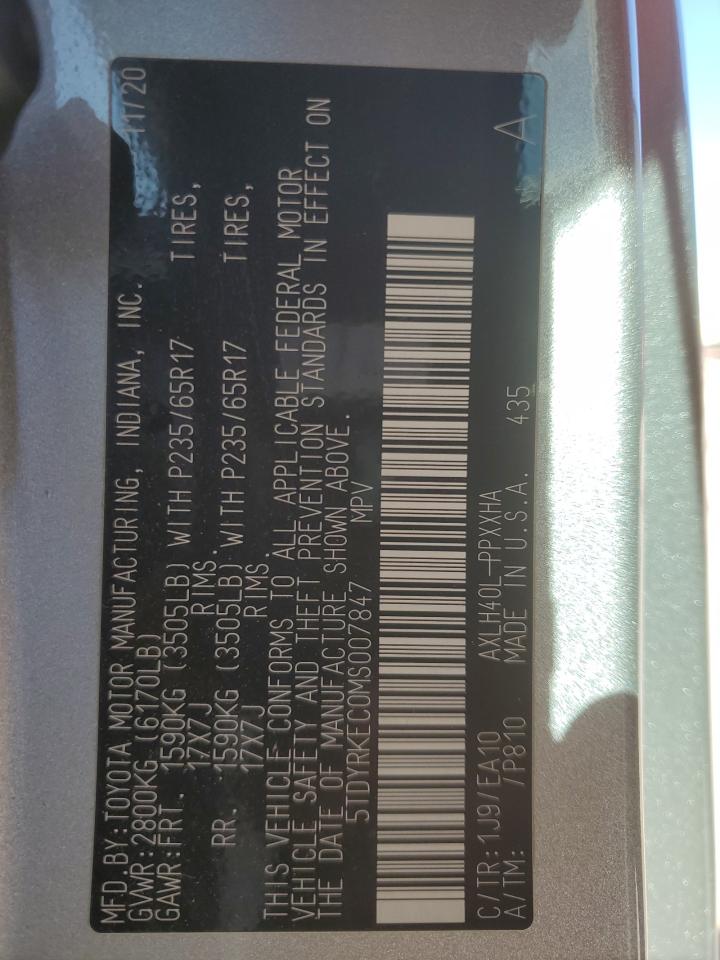 MFD.BY:TOYOTA MOTOR MANUFACTURING, INDIANA, INC. 11/20
GVWR:2800KG (6170LB)
GAWR:FRT. 1590KG (3505LB) WITH P235/65R17 TIRES,
17X7J RIMS.
RR. 1590KG (3505LB) WITH P235/65R17 TIRES,
17X7J RIMS.
THIS VEHICLE CONFORMS TO ALL APPLICABLE FEDERAL MOTOR
VEHICLE SAFETY AND THEFT PREVENTION STANDARDS IN EFFECT ON
THE DATE OF MANUFACTURE SHOWN ABOVE.
5TDYRKEC0MS007847 MPV
C/TR:1J9/EA10 AXLH40L-PPXXHA
A/TM: /P810 MADE IN U.S.A. 435 A